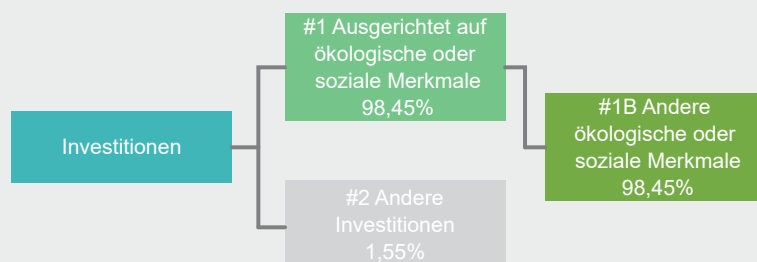 #1 Ausgerichtet auf
ökologische oder
soziale Merkmale
98,45%
Investitionen
#1B Andere
ökologische oder
soziale Merkmale
98,45%
#2 Andere
Investitionen
1,55%